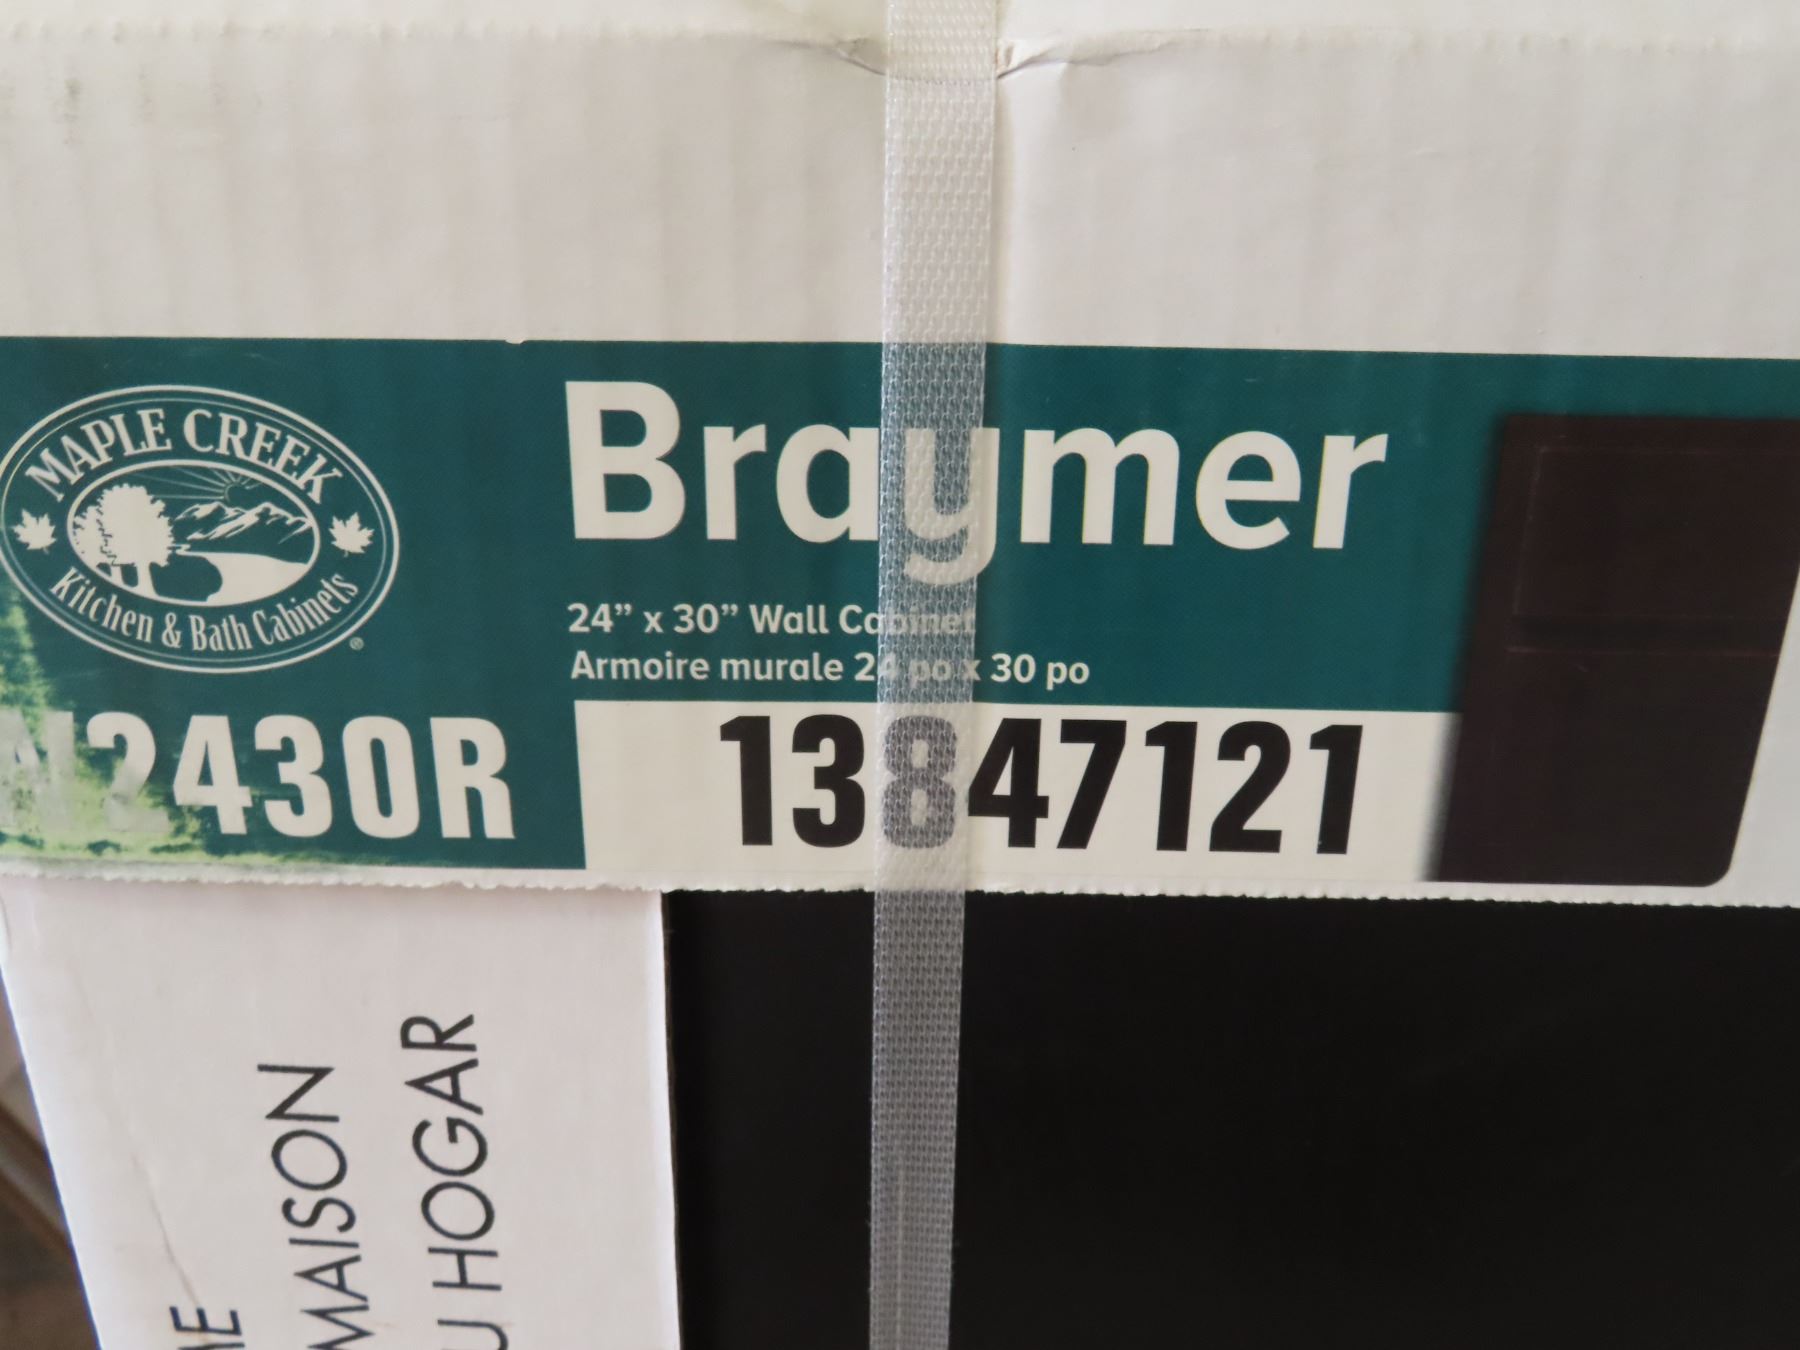 MAPLE CREEK
Kitchen & Bath Cabinets®
Braymer
24” x 30” Wall Cabinet
Armoire murale 24 po x 30 po
2430R
13847121
MAISON
HOGAR